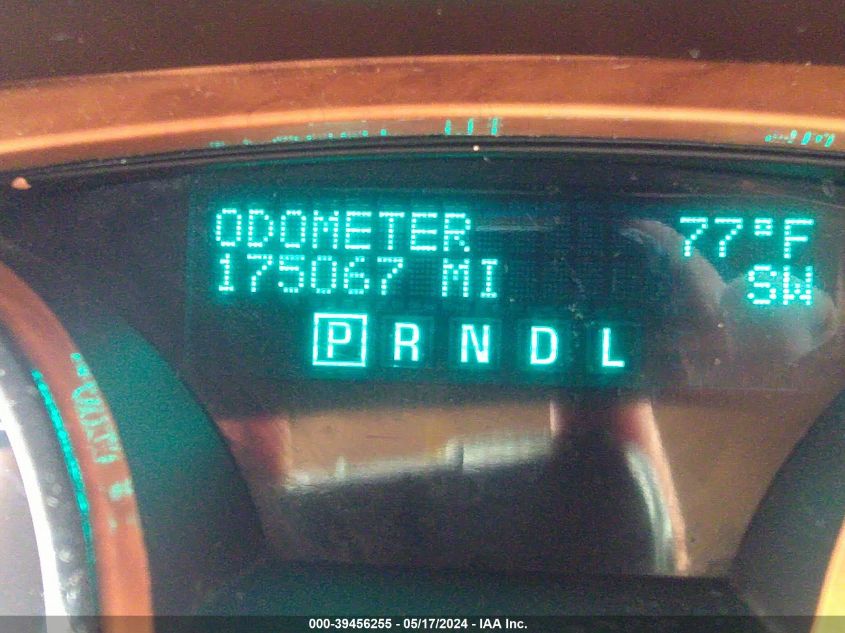 ODOMETER 77°F
175067 MI SW
P R N D L
000-39456255 - 05/17/2024 - IAA Inc.